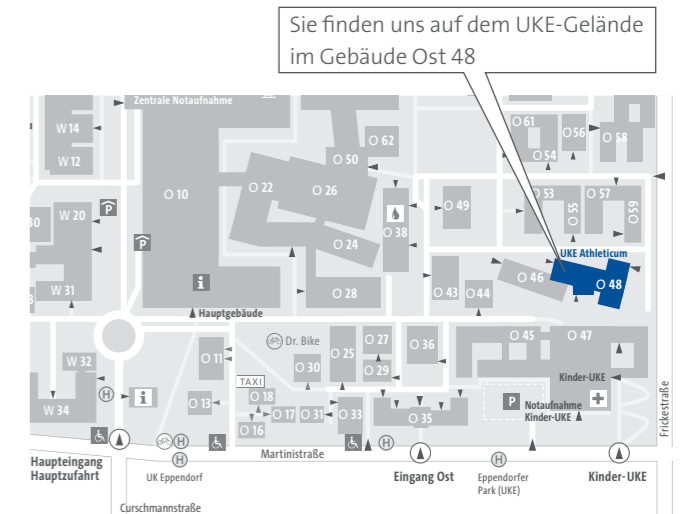 Sie finden uns auf dem UKE-Gelände
im Gebäude Ost 48
Zentrale Notaufnahme
W 14
W 12
O 62
O 50
O 61
O 56
O 58
O 54
O 10
O 22
O 26
O 49
O 53
O 55
O 57
O 59
30
W 20
P
P
O 38
O 24
UKE Athleticum
W 31
i
O 28
O 43
O 44
O 46
O 48
Hauptgebäude
W 32
O 11
Dr. Bike
O 25
O 27
O 36
O 45
O 47
O 30
O 29
Kinder-UKE
H
i
TAXI
O 18
W 34
O 13
O 17
O 31
O 33
O 35
P
Notaufnahme
Kinder-UKE
O 16
Frickestraße
H
H
Martinistraße
Haupteingang
Hauptzufahrt
H
UK Eppendorf
Eingang Ost
H
Eppendorfer
Park (UKE)
Kinder-UKE
Curschmannstraße